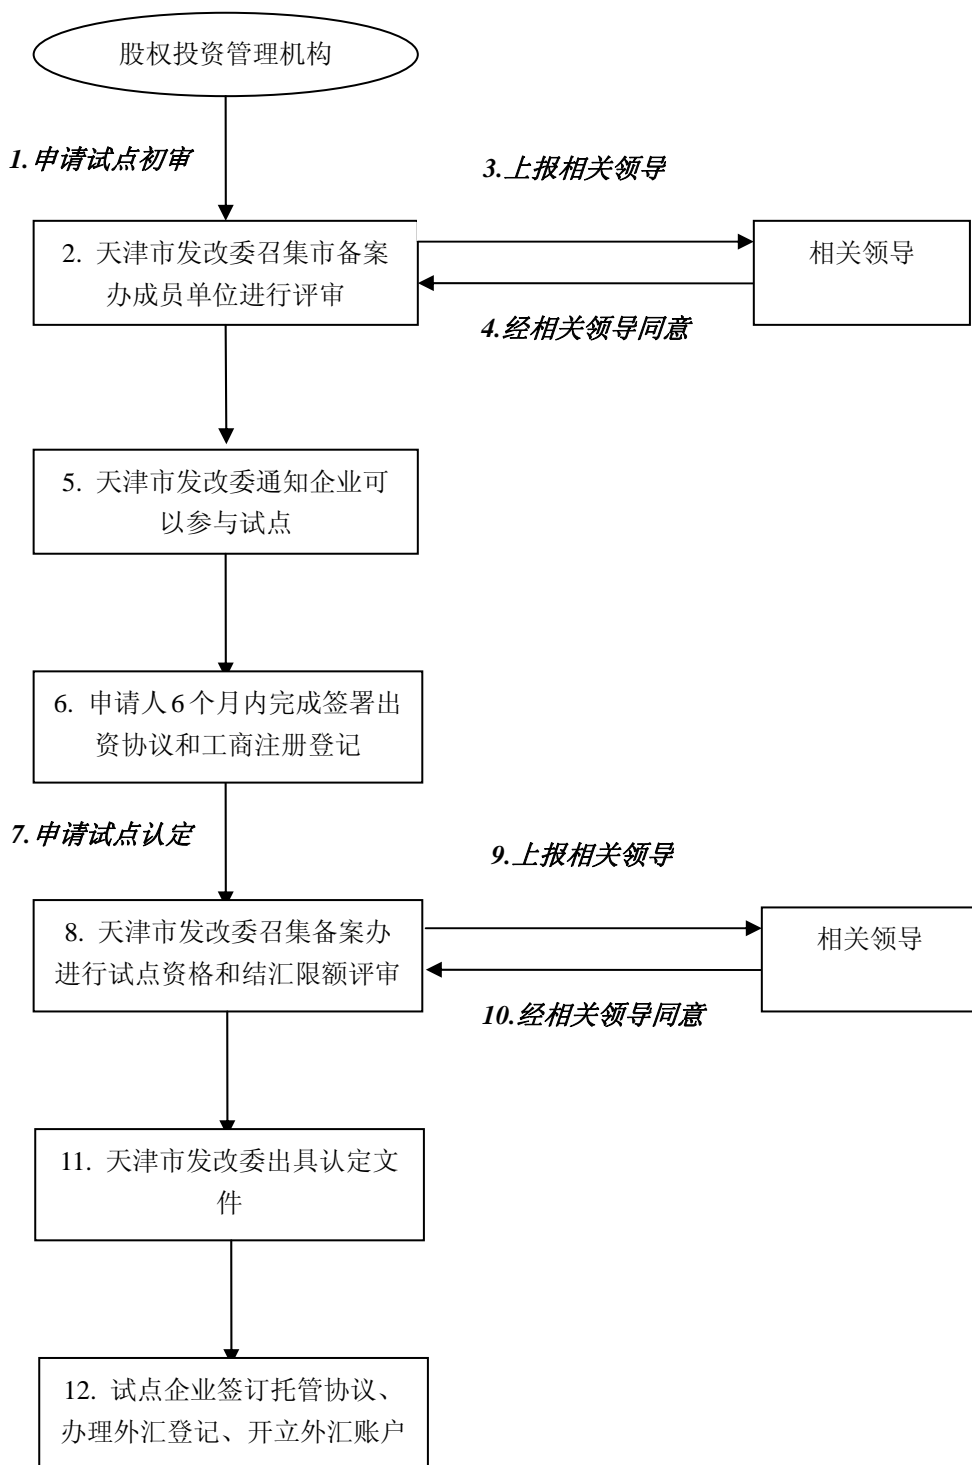 股权投资管理机构
1.申请试点初审
3.上报相关领导
2. 天津市发改委召集市备案
办成员单位进行评审
相关领导
4.经相关领导同意
5. 天津市发改委通知企业可
以参与试点
6. 申请人6个月内完成签署出
资协议和工商注册登记
7.申请试点认定
9.上报相关领导
8. 天津市发改委召集备案办
进行试点资格和结汇限额评审
相关领导
10.经相关领导同意
11. 天津市发改委出具认定文
件
12. 试点企业签订托管协议、
办理外汇登记、开立外汇账户